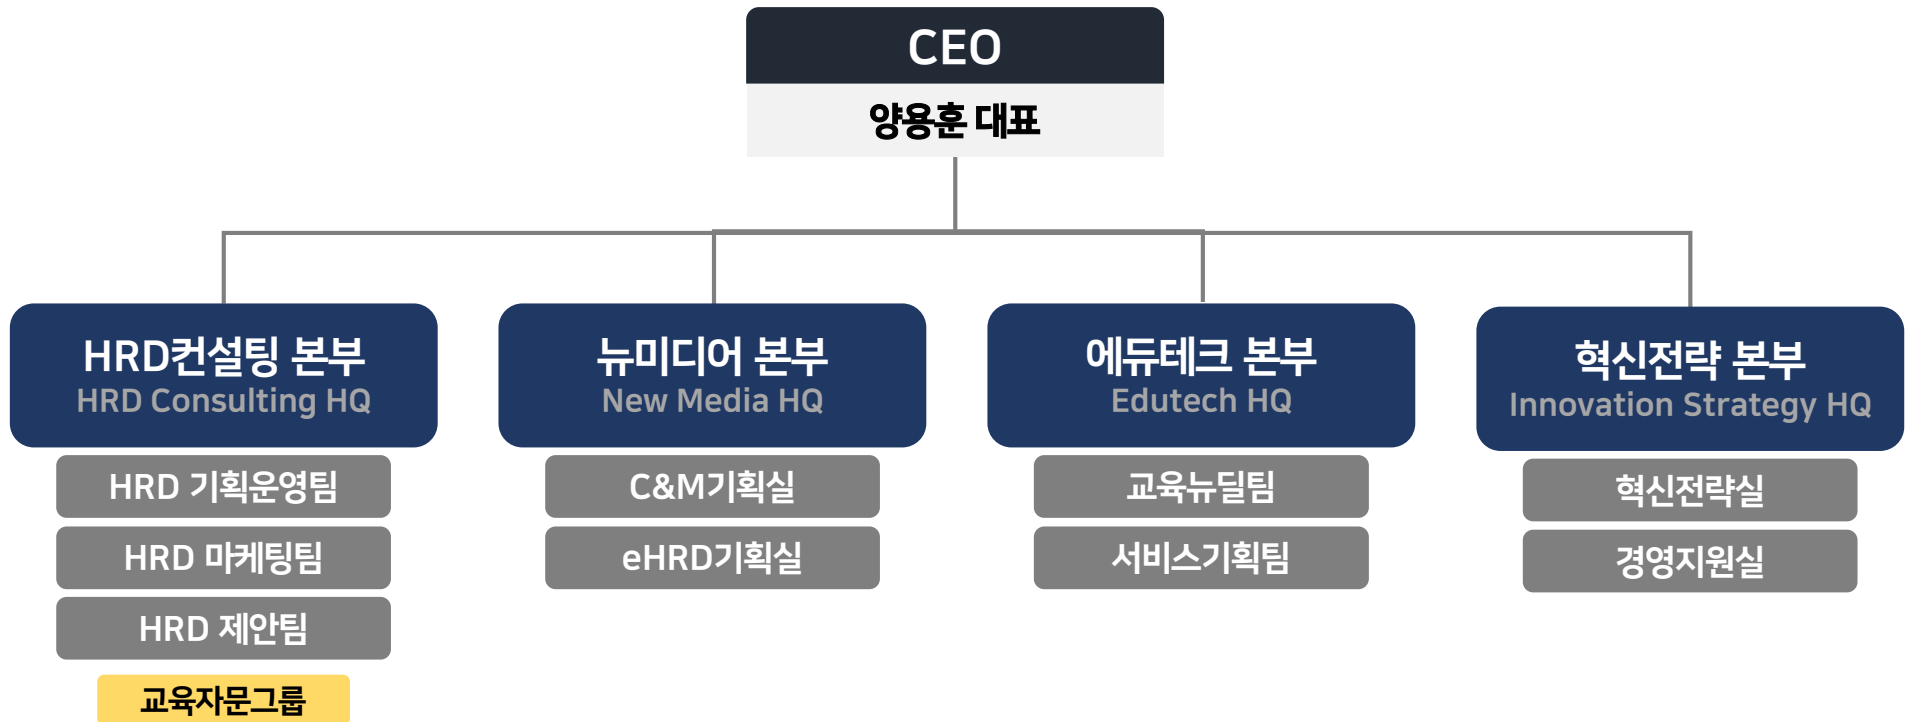 CEO
양용훈 대표
HRD컨설팅 본부
HRD Consulting HQ
HRD 기획운영팀
HRD 마케팅팀
HRD 제안팀
교육자문그룹
뉴미디어 본부
New Media HQ
C&M기획실
eHRD기획실
에듀테크 본부
Edutech HQ
교육뉴딜팀
서비스기획팀
혁신전략 본부
Innovation Strategy HQ
혁신전략실
경영지원실